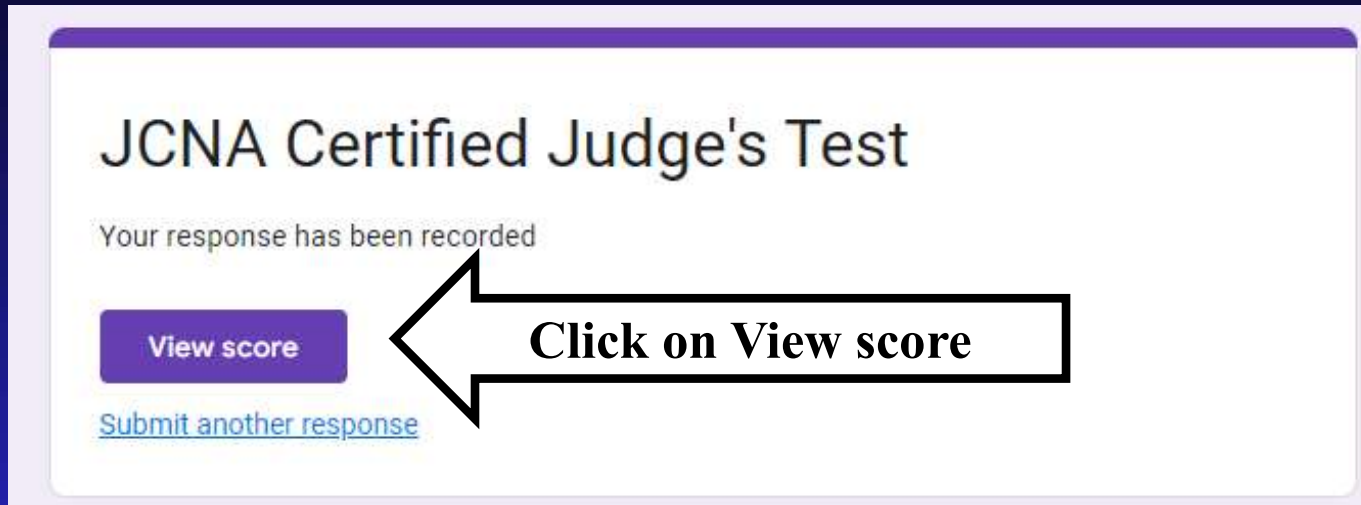 JCNA Certified Judge's Test
Your response has been recorded
View score
Click on View score
Submit another response